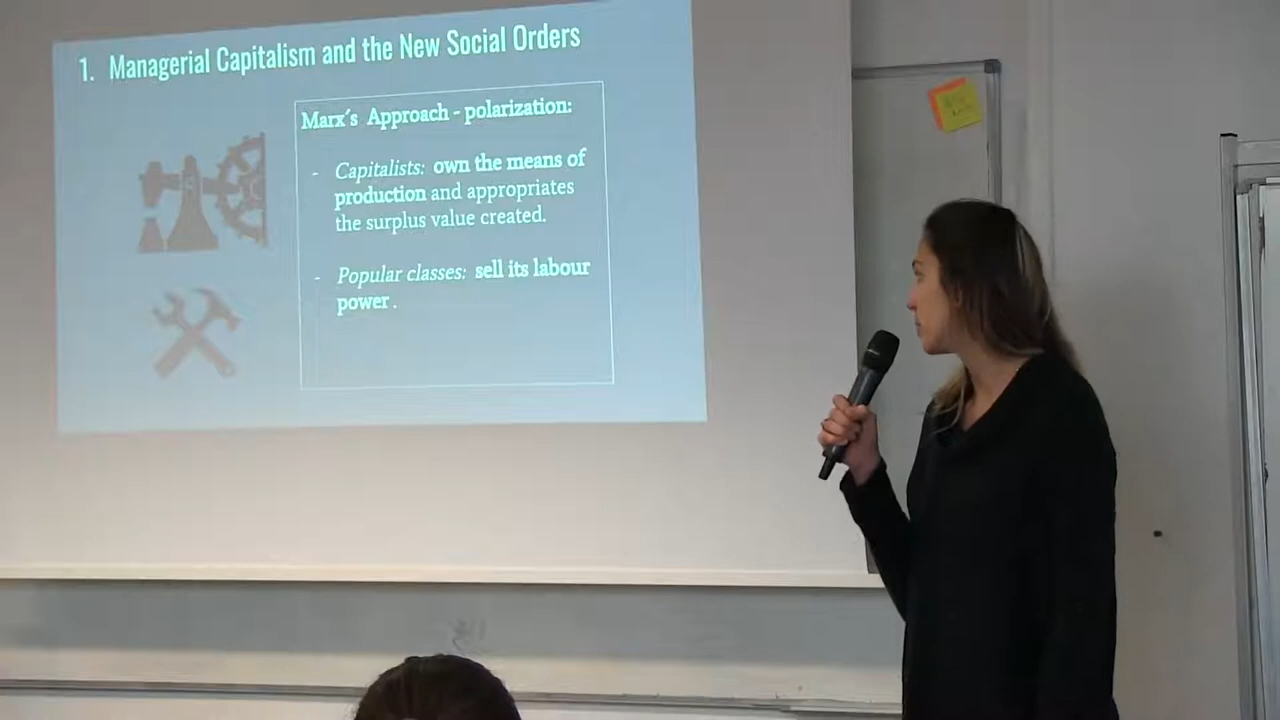 1. Managerial Capitalism and the New Social Orders
Marx´s Approach - polarization:
- Capitalists: own the means of
production and appropriates
the surplus value created.
- Popular classes: sell its labour
power .